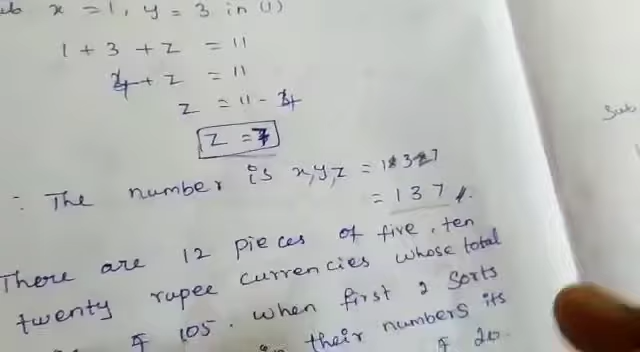 x = 1, y = 3 in (1)
1 + 3 + z = 11
4 + z = 11
z = 11 - 4
z = 7
∴ The number is x,y,z = 137
= 137
There are 12 pieces of five, ten
twenty rupee currencies whose total
₹ 105. when first 2 sorts
in their numbers its
₹ 20.
Sub